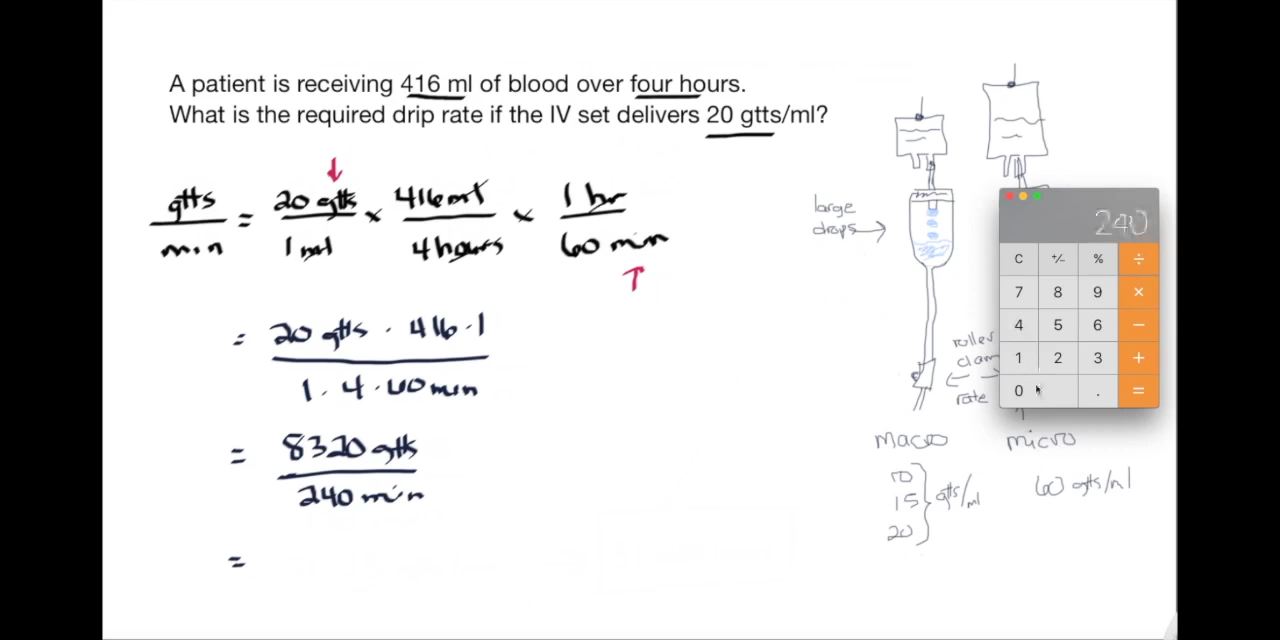 A patient is receiving 416 ml of blood over four hours.
What is the required drip rate if the IV set delivers 20 gtts/ml?
gtts/min = 20 gtts/1 ml × 416 ml/4 hours × 1 hr/60 min
= 20 gtts · 416 · 1/1 · 4 · 60 min
= 8320 gtts/240 min
=
large
drops
roller
clam
rate
macro
10
15
20
gtts/ml
micro
60 gtts/ml
240
C +/- % ÷
7 8 9 ×
4 5 6 −
1 2 3 +
0 . =